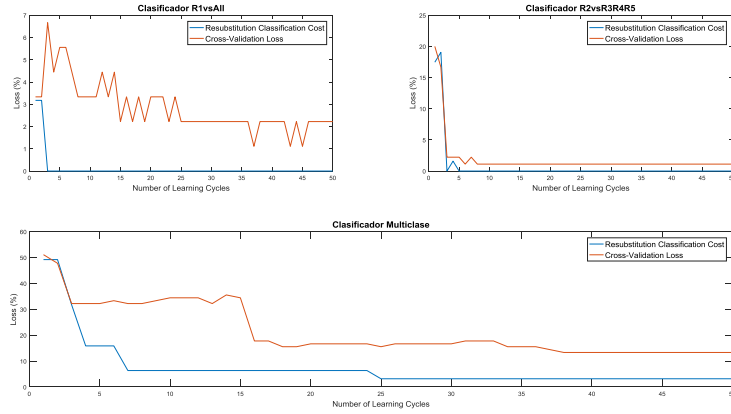 Clasificador R1vsAll
7
6
5
4
3
2
1
0
Loss (%)
Resubstitution Classification Cost
Cross-Validation Loss
1 5 10 15 20 25 30 35 40 45 50
Number of Learning Cycles
Clasificador R2vsR3R4R5
25
20
15
10
5
0
Loss (%)
Resubstitution Classification Cost
Cross-Validation Loss
1 5 10 15 20 25 30 35 40 45 50
Number of Learning Cycles
Clasificador Multiclase
60
50
40
30
20
10
0
Loss (%)
Resubstitution Classification Cost
Cross-Validation Loss
0 5 10 15 20 25 30 35 40 45 50
Number of Learning Cycles